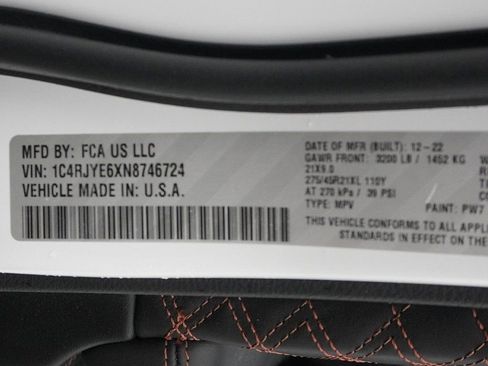 MFD BY: FCA US LLC
VIN: 1C4RJYE6XN8746724
VEHICLE MADE IN: U.S.A.
DATE OF MFR (BUILT): 12-22
GAWR FRONT: 3200 LB / 1452 KG
21X9.0
275/45R21XL 110Y
AT 270 kPa / 39 PSI
TYPE: MPV PAINT: PW7
THIS VEHICLE CONFORMS TO ALL APPL
STANDARDS IN EFFECT ON THE